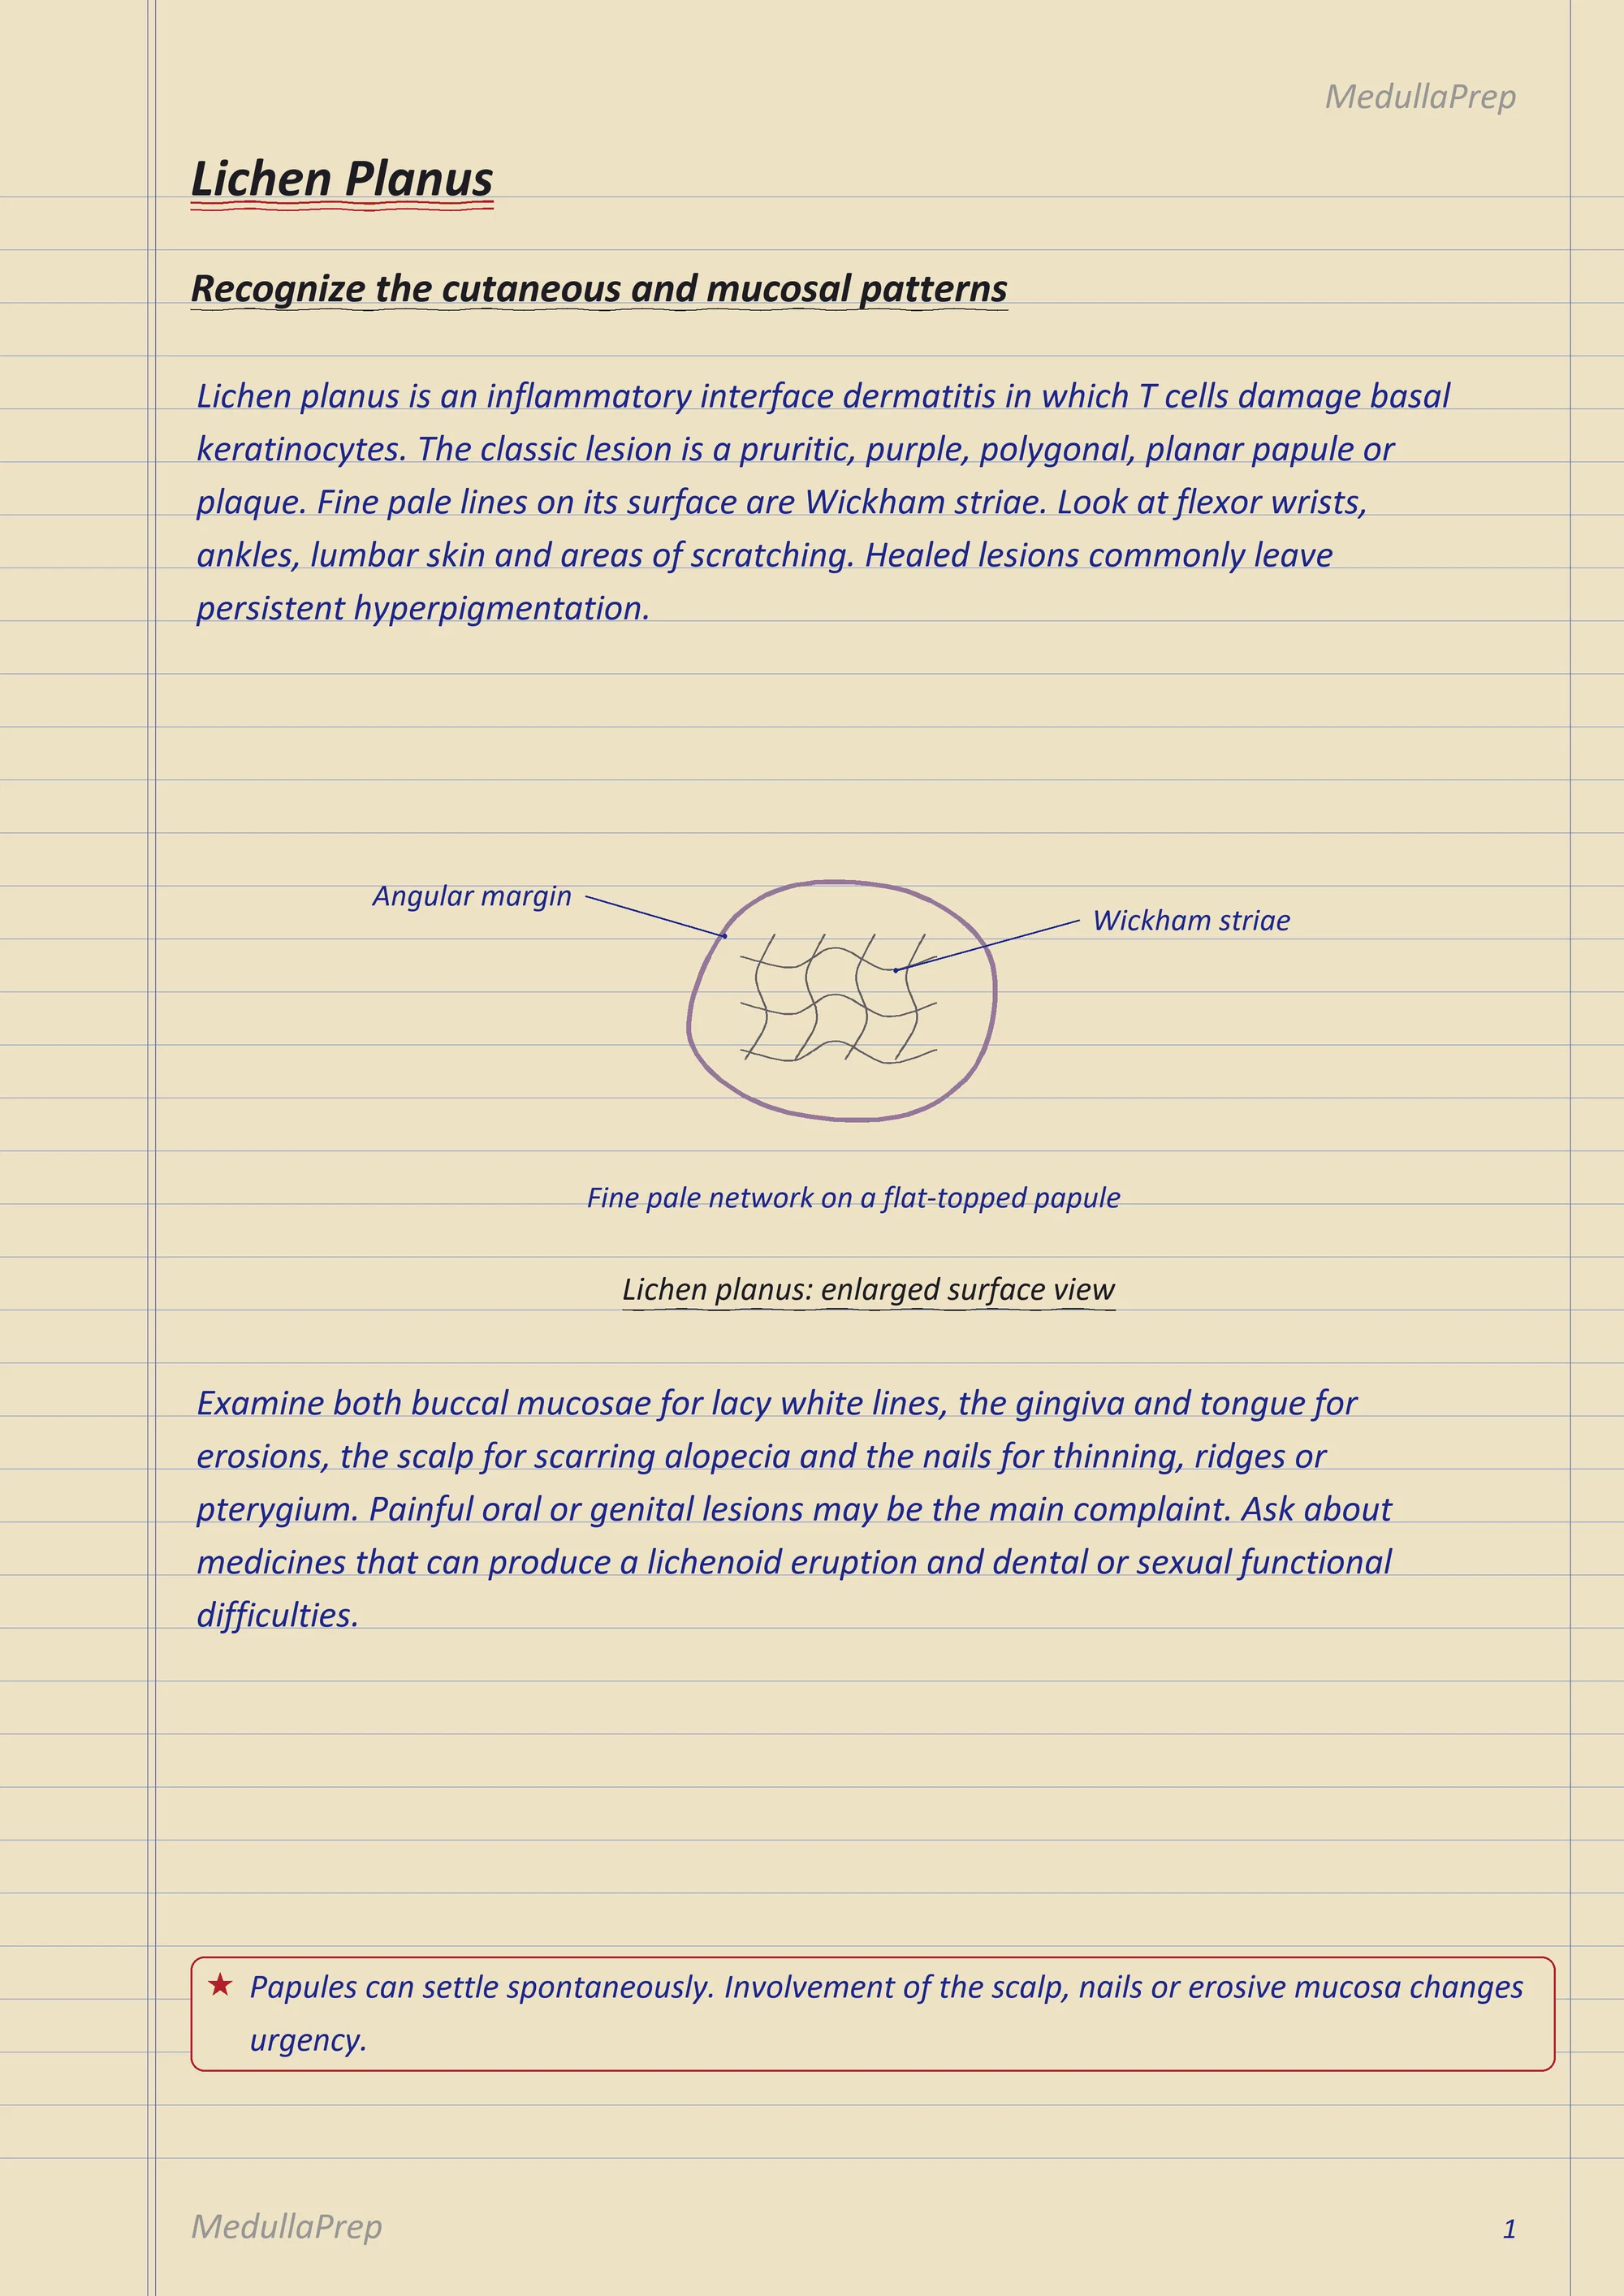 MedullaPrep
Lichen Planus
Recognize the cutaneous and mucosal patterns
Lichen planus is an inflammatory interface dermatitis in which T cells damage basal
keratinocytes. The classic lesion is a pruritic, purple, polygonal, planar papule or
plaque. Fine pale lines on its surface are Wickham striae. Look at flexor wrists,
ankles, lumbar skin and areas of scratching. Healed lesions commonly leave
persistent hyperpigmentation.
Angular margin
Wickham striae
Fine pale network on a flat-topped papule
Lichen planus: enlarged surface view
Examine both buccal mucosae for lacy white lines, the gingiva and tongue for
erosions, the scalp for scarring alopecia and the nails for thinning, ridges or
pterygium. Painful oral or genital lesions may be the main complaint. Ask about
medicines that can produce a lichenoid eruption and dental or sexual functional
difficulties.
★ Papules can settle spontaneously. Involvement of the scalp, nails or erosive mucosa changes
urgency.
MedullaPrep
1